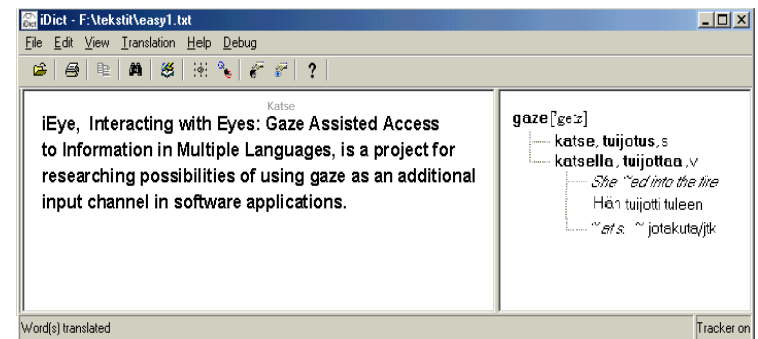 iDict - F:\tekstit\easy1.txt
File Edit View Translation Help Debug
Katse
iEye, Interacting with Eyes: Gaze Assisted Access
to Information in Multiple Languages, is a project for
researching possibilities of using gaze as an additional
input channel in software applications.
gaze
katse, tuijotus, s
katsella, tuijottaa, v
She ~ed into the fire
Hän tuijotti tuleen
~ at s. ~ jotakuta/jtk
Word(s) translated
Tracker on